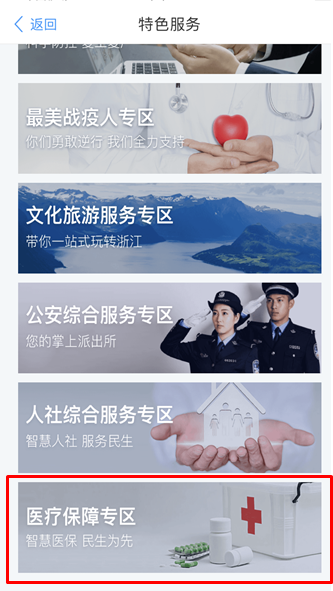 返回
特色服务
最美战疫人专区
你们勇敢逆行 我们全力支持
文化旅游服务专区
带你一站式玩转浙江
公安综合服务专区
您的掌上派出所
人社综合服务专区
智慧人社 服务民生
医疗保障专区
智慧医保 民生为先